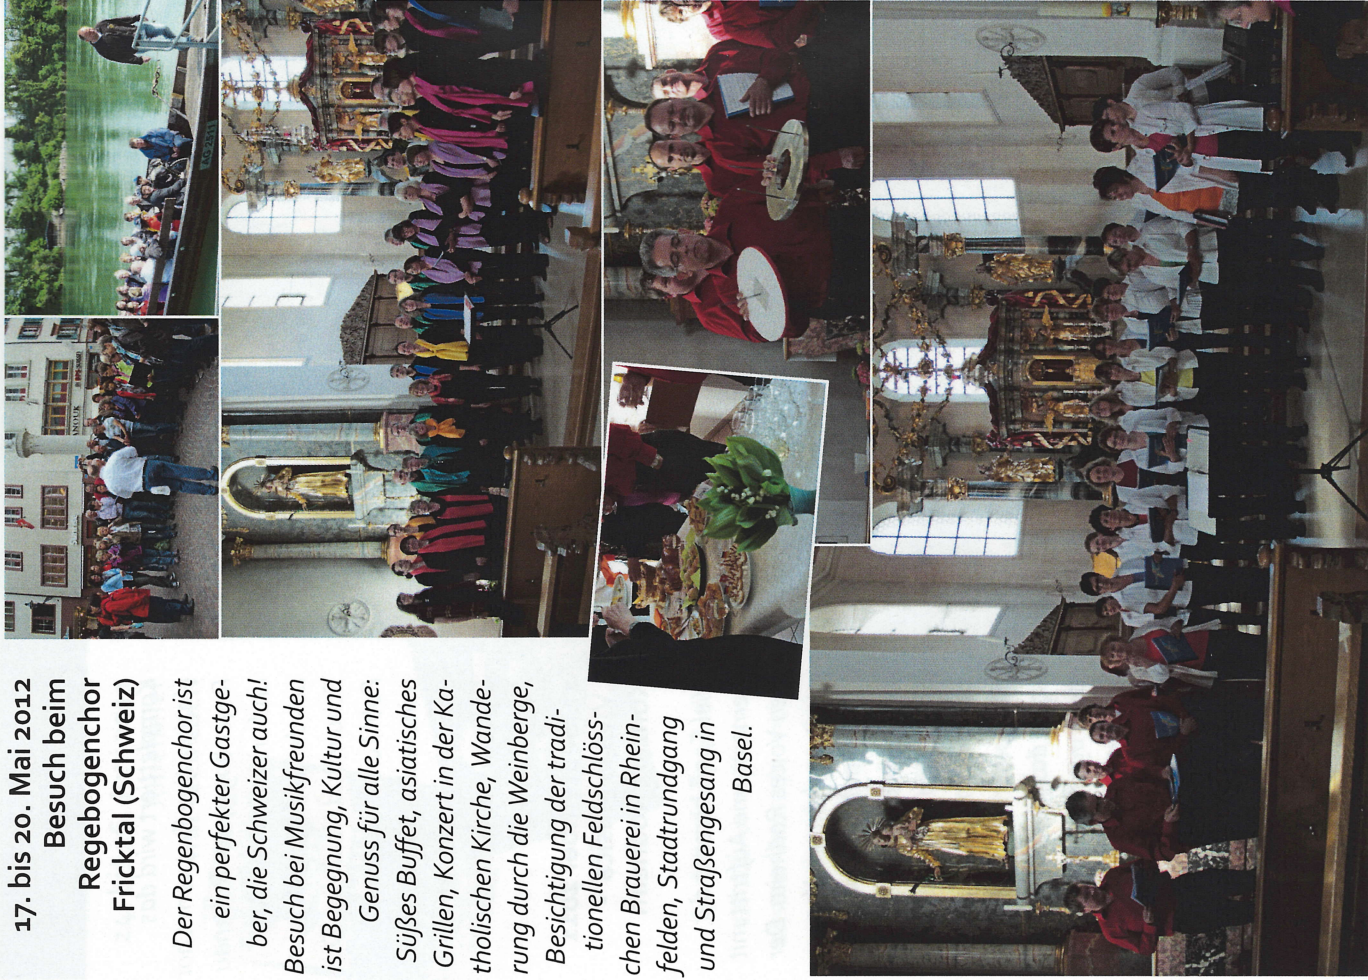 17. bis 20. Mai 2012
Besuch beim
Regebogenchor
Fricktal (Schweiz)
Der Regenbogenchor ist
ein perfekter Gastge-
ber, die Schweizer auch!
Besuch bei Musikfreunden
ist Begegnung, Kultur und
Genuss für alle Sinne:
Süßes Buffet, asiatisches
Grillen, Konzert in der Ka-
tholischen Kirche, Wande-
rung durch die Weinberge,
Besichtigung der tradi-
tionellen Feldschlöss-
chen Brauerei in Rhein-
felden, Stadtrundgang
und Straßengesang in
Basel.
ANOUK